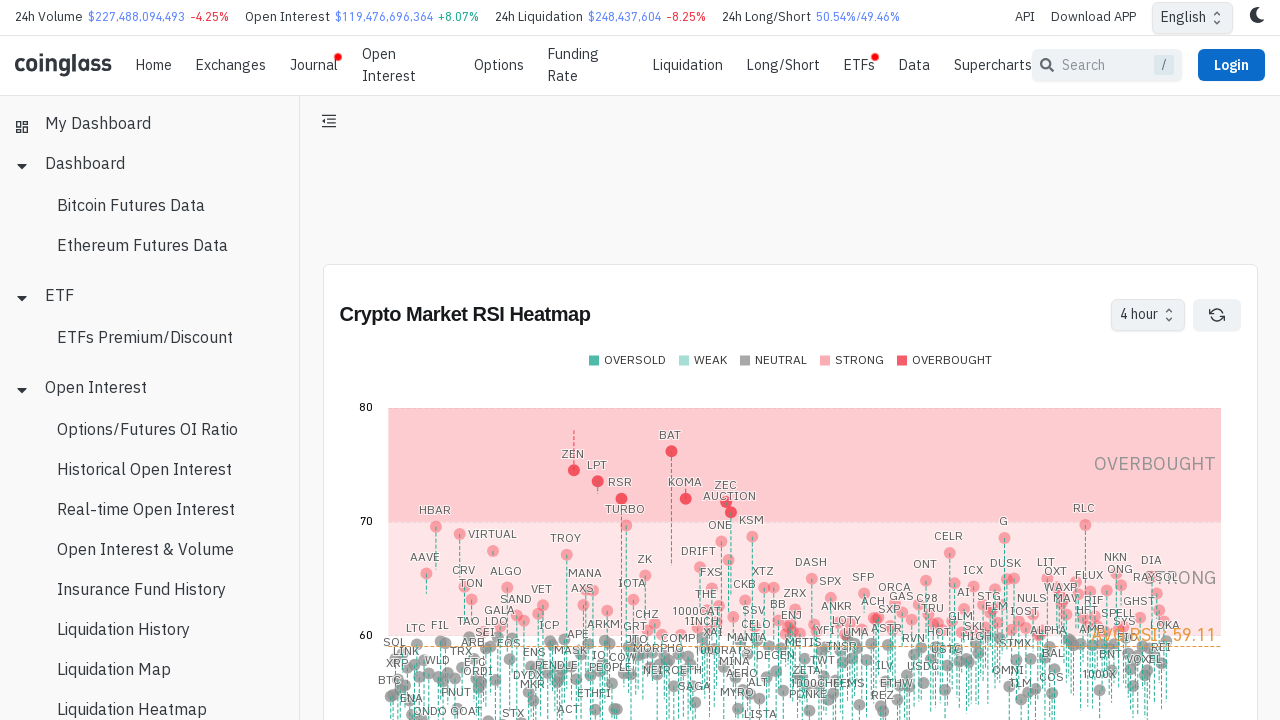 24h Volume $227,488,094,493 -4.25% Open Interest $119,476,696,364 +8.07% 24h Liquidation $248,437,604 -8.25% 24h Long/Short 50.54%/49.46% API Download APP English
coinglass Home Exchanges Journal Open Interest Options Funding Rate Liquidation Long/Short ETFs Data Supercharts Search / Login
My Dashboard
Dashboard
Bitcoin Futures Data
Ethereum Futures Data
ETF
ETFs Premium/Discount
Open Interest
Options/Futures OI Ratio
Historical Open Interest
Real-time Open Interest
Open Interest & Volume
Insurance Fund History
Liquidation History
Liquidation Map
Liquidation Heatmap
Crypto Market RSI Heatmap 4 hour
OVERSOLD WEAK NEUTRAL STRONG OVERBOUGHT
80
BAT
ZEN
LPT OVERBOUGHT
RSR KOMA ZEC
AUCTION
HBAR TURBO RLC
70 KSM G
VIRTUAL ONE
TROY CELR
DRIFT
AAVE ZK NKN
DASH ONT DUSK LIT DIA
CRV ALGO MANA FXS XTZ ICX OXT FLUX ONG
TON IOTA CKB SPX SFP
VET AXS THE ZRX ORCA AI WAXP
SAND ACH GAS C98 STG NULS MAV RIF GHST
GALA 1000CAT SSV BB ANKR SXP TRU FLM IOST HFT SPELL
TAO LDO ICP ARKM CHZ 1INCH CELO ENJ LQTY GLM SYS
LTC FIL SEI APE GRT XAI YFI UMA ASTR HOT SKL ALPHA
60 AVG RSI: 59.11
SOL TRX ARB EOS JTO COMP MANTA METIS RVN HIGH STMX
LINK ENS MASK IO MORPHO 1000RATS DEGEN USTC BAL BNT REI
XRP WLD ETC PENDLE PEOPLE COW MINA TWT ILV USDC VOXEL
BTC ORDI DYDX NEIROETH AERO ZETA OMNI COS 1000X
ENA PNUT MKR ETHFI SAGA ALT 1000CHEEMS ETHW TLM
MYRO PONKE REZ
DNDO GOAT STX ACT LISTA